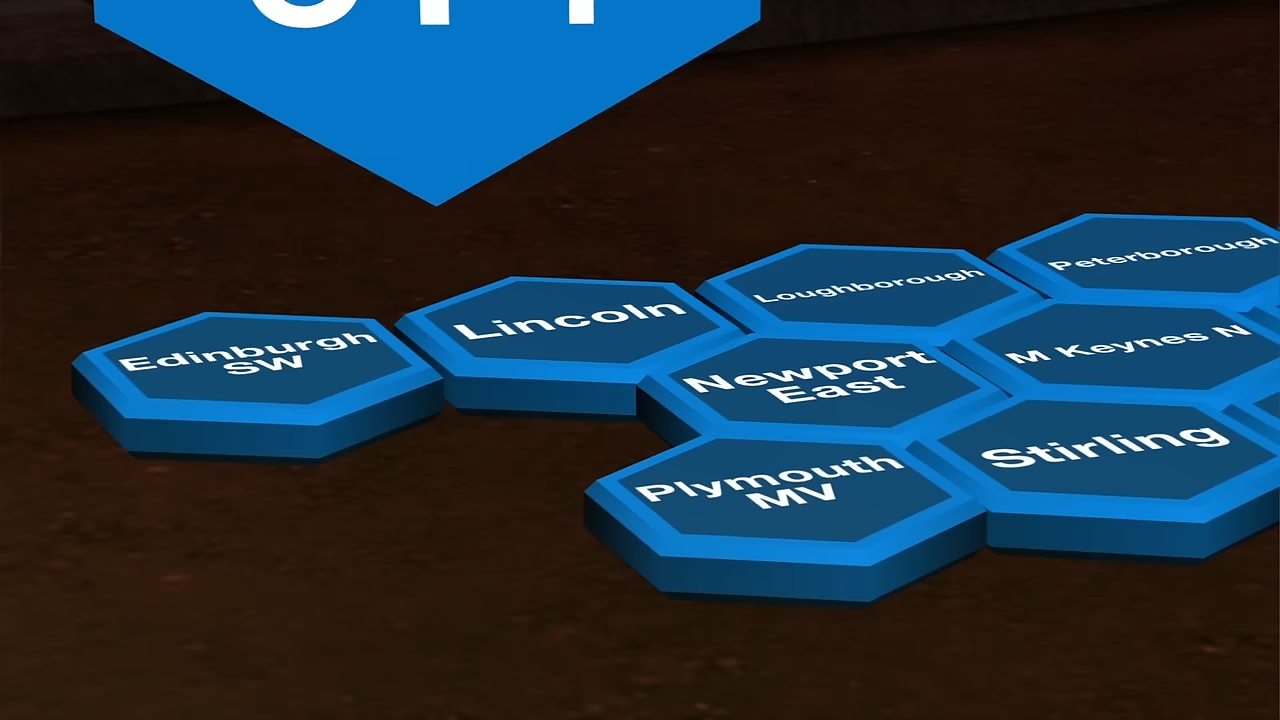 Peterborough
Loughborough
Lincoln
Edinburgh
SW
M Keynes N
Newport
East
Stirling
Plymouth
MV